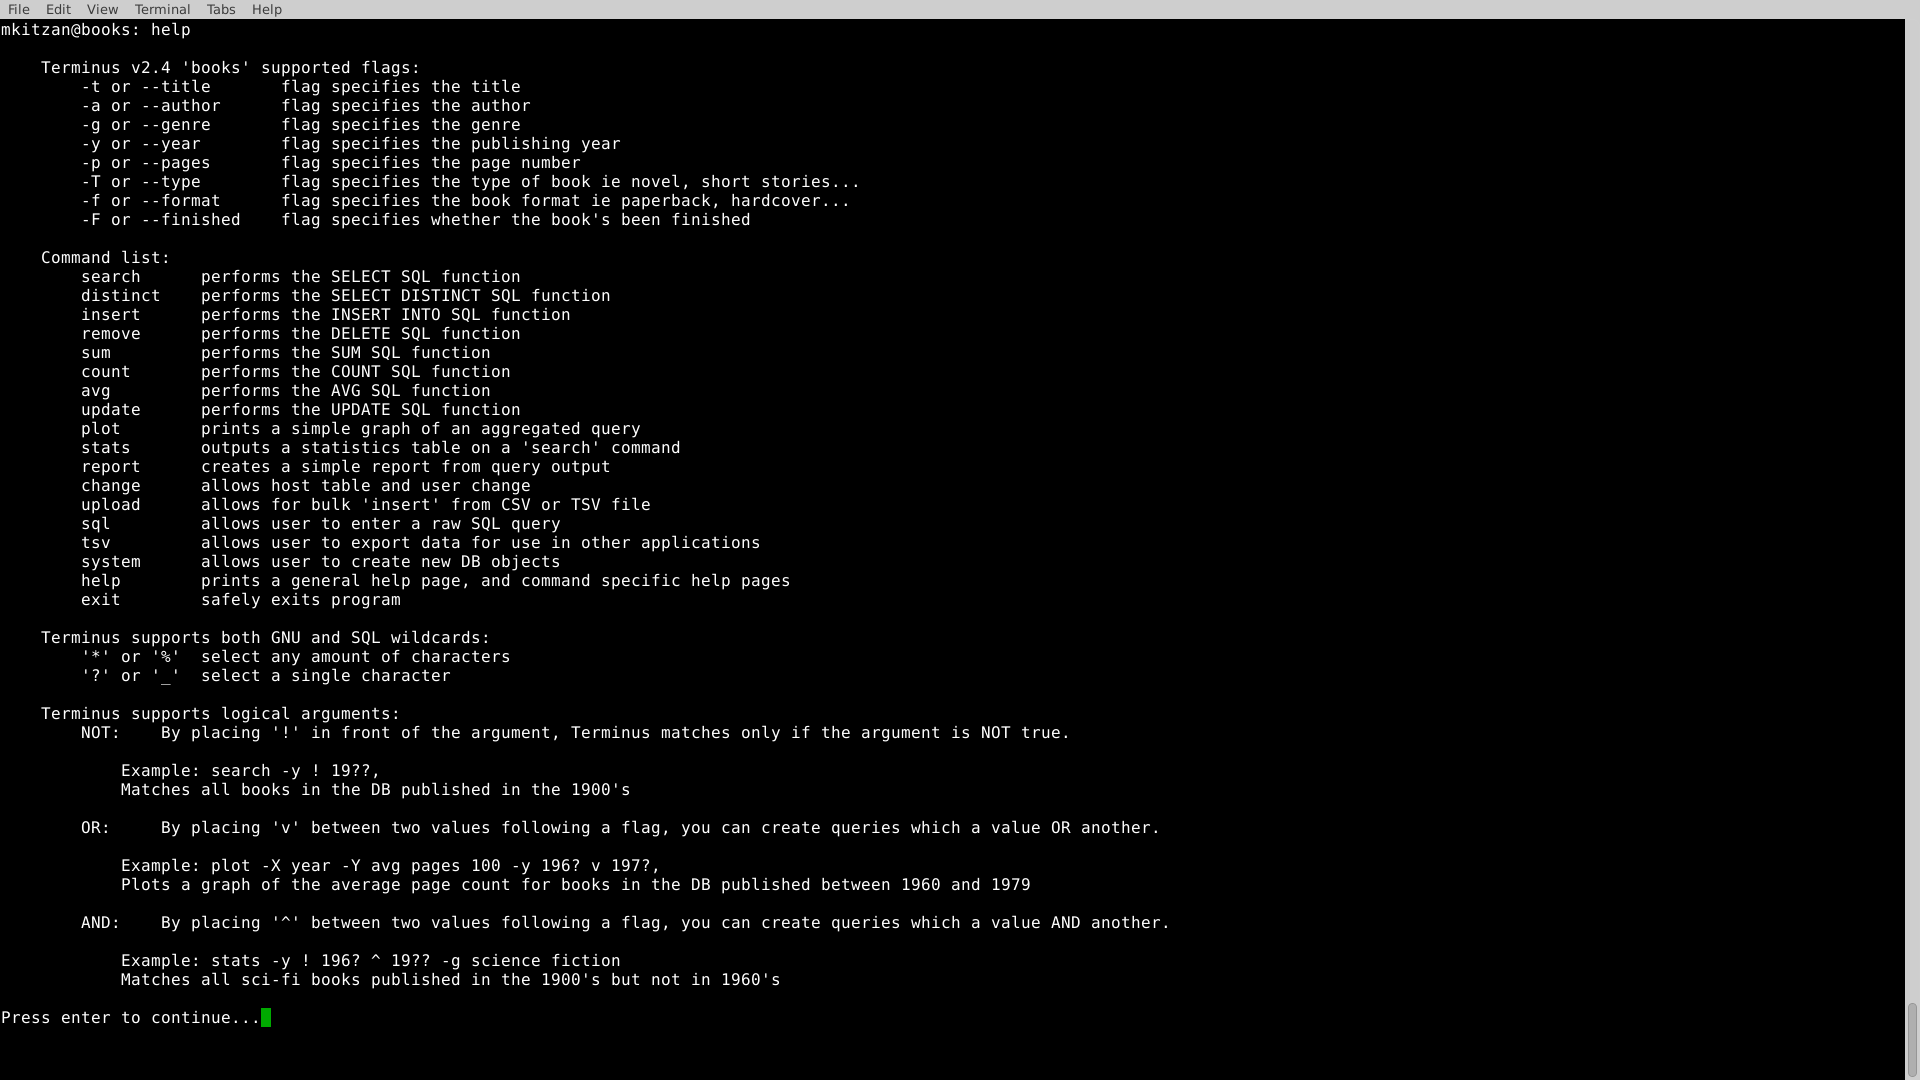 File Edit View Terminal Tabs Help
mkitzan@books: help
Terminus v2.4 'books' supported flags:
-t or --title flag specifies the title
-a or --author flag specifies the author
-g or --genre flag specifies the genre
-y or --year flag specifies the publishing year
-p or --pages flag specifies the page number
-T or --type flag specifies the type of book ie novel, short stories...
-f or --format flag specifies the book format ie paperback, hardcover...
-F or --finished flag specifies whether the book's been finished
Command list:
search performs the SELECT SQL function
distinct performs the SELECT DISTINCT SQL function
insert performs the INSERT INTO SQL function
remove performs the DELETE SQL function
sum performs the SUM SQL function
count performs the COUNT SQL function
avg performs the AVG SQL function
update performs the UPDATE SQL function
plot prints a simple graph of an aggregated query
stats outputs a statistics table on a 'search' command
report creates a simple report from query output
change allows host table and user change
upload allows for bulk 'insert' from CSV or TSV file
sql allows user to enter a raw SQL query
tsv allows user to export data for use in other applications
system allows user to create new DB objects
help prints a general help page, and command specific help pages
exit safely exits program
Terminus supports both GNU and SQL wildcards:
'*' or '%' select any amount of characters
'?' or '_' select a single character
Terminus supports logical arguments:
NOT: By placing '!' in front of the argument, Terminus matches only if the argument is NOT true.
Example: search -y ! 19??,
Matches all books in the DB published in the 1900's
OR: By placing 'v' between two values following a flag, you can create queries which a value OR another.
Example: plot -X year -Y avg pages 100 -y 196? v 197?,
Plots a graph of the average page count for books in the DB published between 1960 and 1979
AND: By placing '^' between two values following a flag, you can create queries which a value AND another.
Example: stats -y ! 196? ^ 19?? -g science fiction
Matches all sci-fi books published in the 1900's but not in 1960's
Press enter to continue...